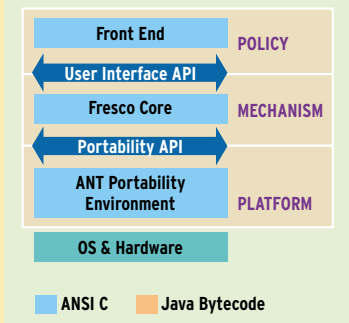 Front End
POLICY
User Interface API
Fresco Core
MECHANISM
Portability API
ANT Portability
Environment
PLATFORM
OS & Hardware
ANSI C
Java Bytecode